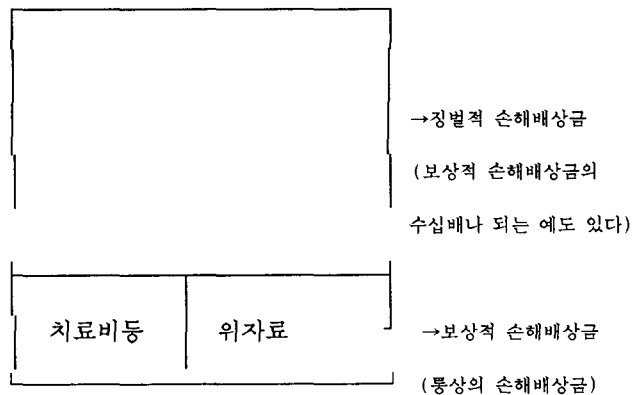 →징벌적 손해배상금
(보상적 손해배상금의
수십배나 되는 예도 있다)
치료비등 위자료 →보상적 손해배상금
(통상의 손해배상금)